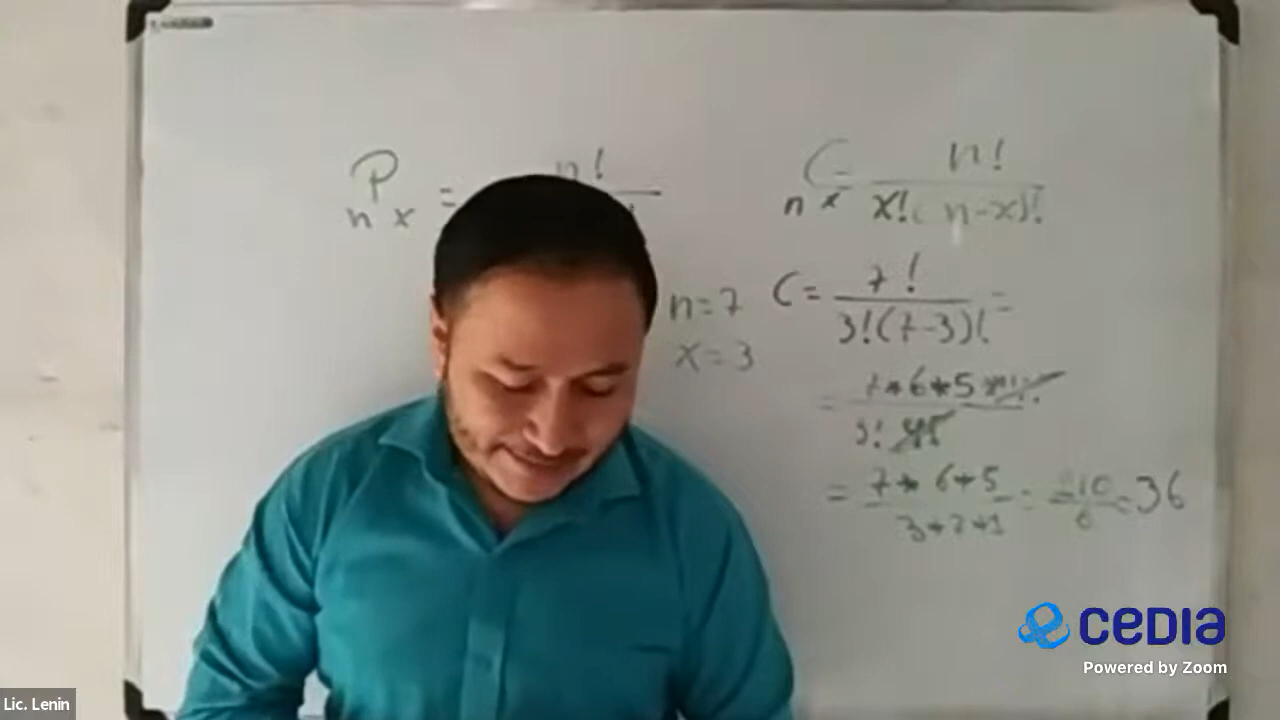 P = n!
n x
C = n! / x!(n-x)!
n x
n=7
x=3
C= 7! / 3!(7-3)! =
= 7*6*5*4! / 3! 4!
= 7*6*5 / 3*2*1 = 210 / 6 = 36
cedia
Powered by Zoom
Lic. Lenin